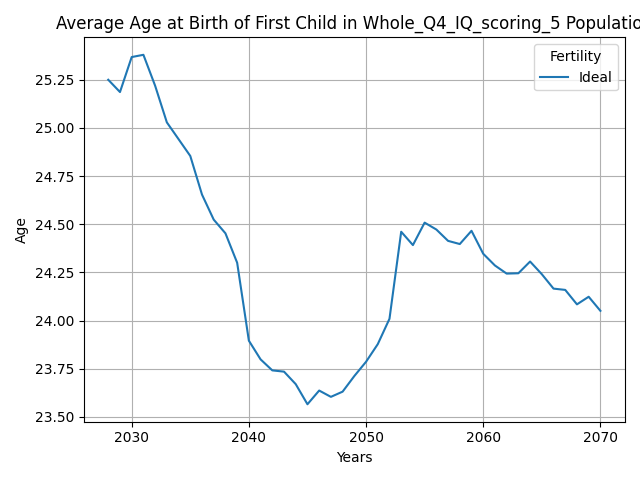 Average Age at Birth of First Child in Whole_Q4_IQ_scoring_5 Populatio
Fertility
Ideal
25.25
25.00
24.75
24.50
24.25
24.00
23.75
23.50
Age
2030 2040 2050 2060 2070
Years